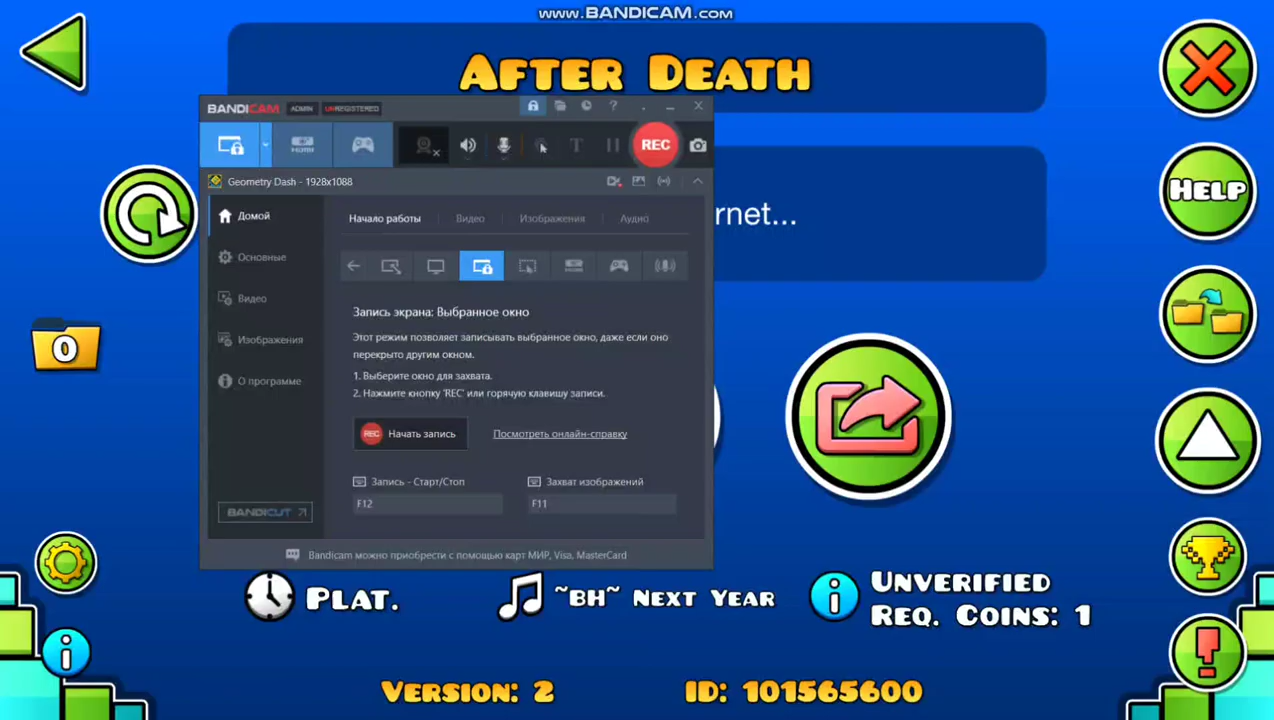 www.BANDICAM.com
After Death
BANDICAM ADMIN UNREGISTERED
REC
Geometry Dash - 1928x1088
Домой
Начало работы Видео Изображения Аудио
rnet...
Help
Основные
Видео
Изображения
О программе
Запись экрана: Выбранное окно
Этот режим позволяет записывать выбранное окно, даже если оно
перекрыто другим окном.
1. Выберите окно для захвата.
2. Нажмите кнопку 'REC' или горячую клавишу записи.
REC Начать запись Посмотреть онлайн-справку
Запись - Старт/Стоп Захват изображений
F12 F11
BANDICUT
Bandicam можно приобрести с помощью карт МИР, Visa, MasterCard
0
Plat.
~BH~ Next Year
Unverified
Req. Coins: 1
Version: 2
ID: 101565600